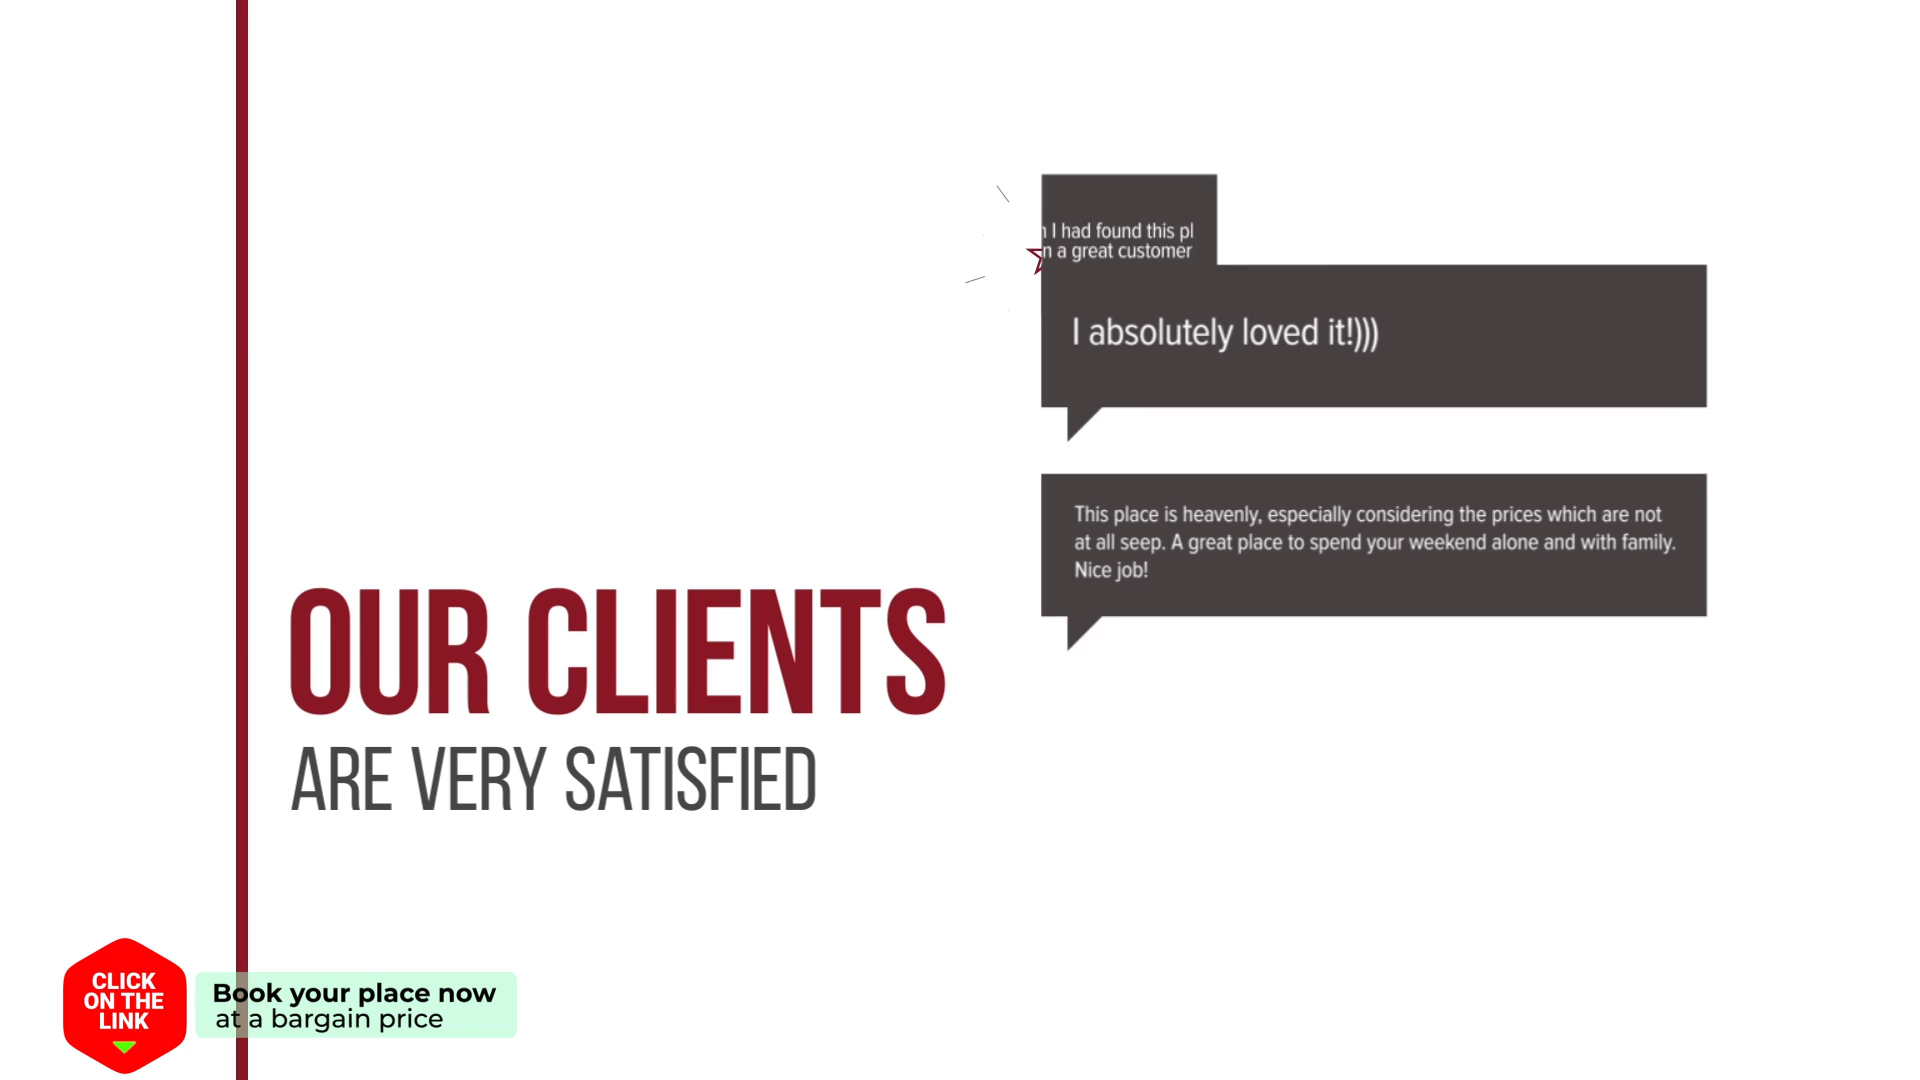 I had found this
a great customer
I absolutely loved it!)))
This place is heavenly, especially considering the prices which are not
at all seep. A great place to spend your weekend alone and with family.
Nice job!
OUR CLIENTS
ARE VERY SATISFIED
CLICK
ON THE
LINK
Book your place now
at a bargain price